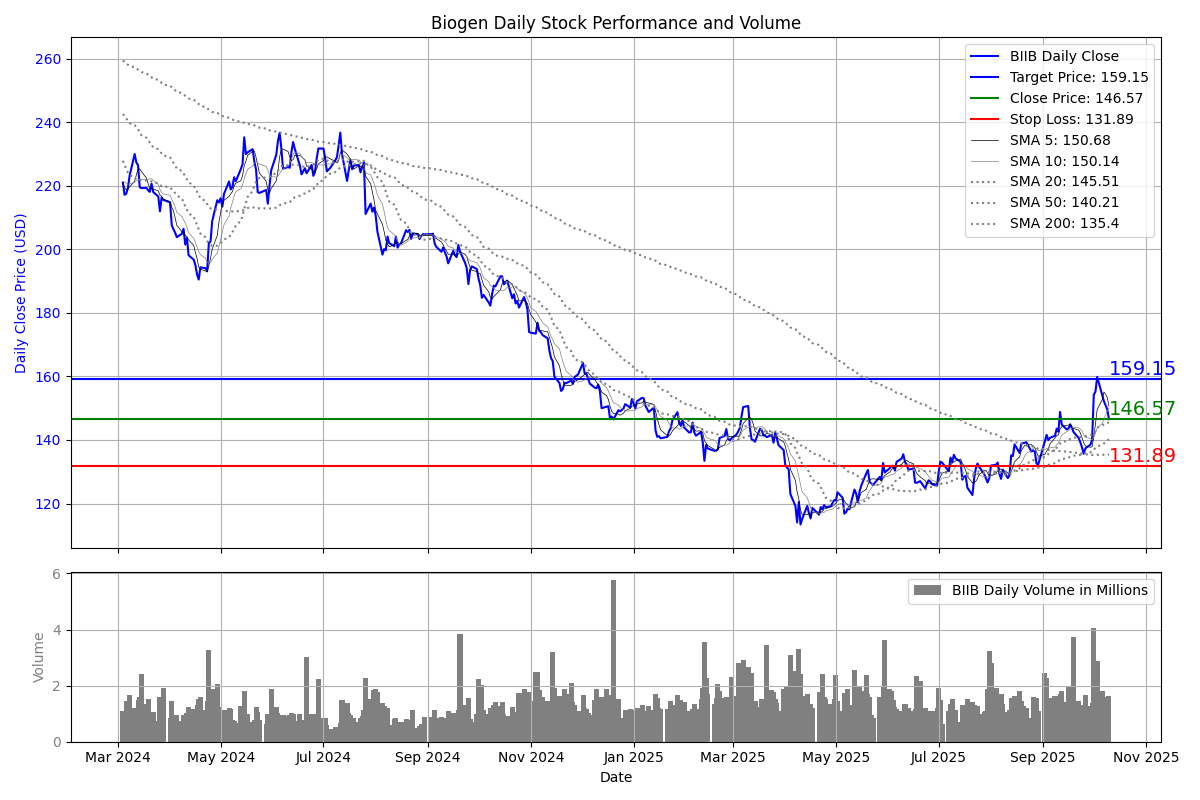 Biogen Daily Stock Performance and Volume
Daily Close Price (USD)
260
240
220
200
180
160
140
120
BIIB Daily Close
Target Price: 159.15
Close Price: 146.57
Stop Loss: 131.89
SMA 5: 150.68
SMA 10: 150.14
SMA 20: 145.51
SMA 50: 140.21
SMA 200: 135.4
159.15
146.57
131.89
Volume
6
4
2
0
BIIB Daily Volume in Millions
Mar 2024
May 2024
Jul 2024
Sep 2024
Nov 2024
Jan 2025
Mar 2025
May 2025
Jul 2025
Sep 2025
Nov 2025
Date